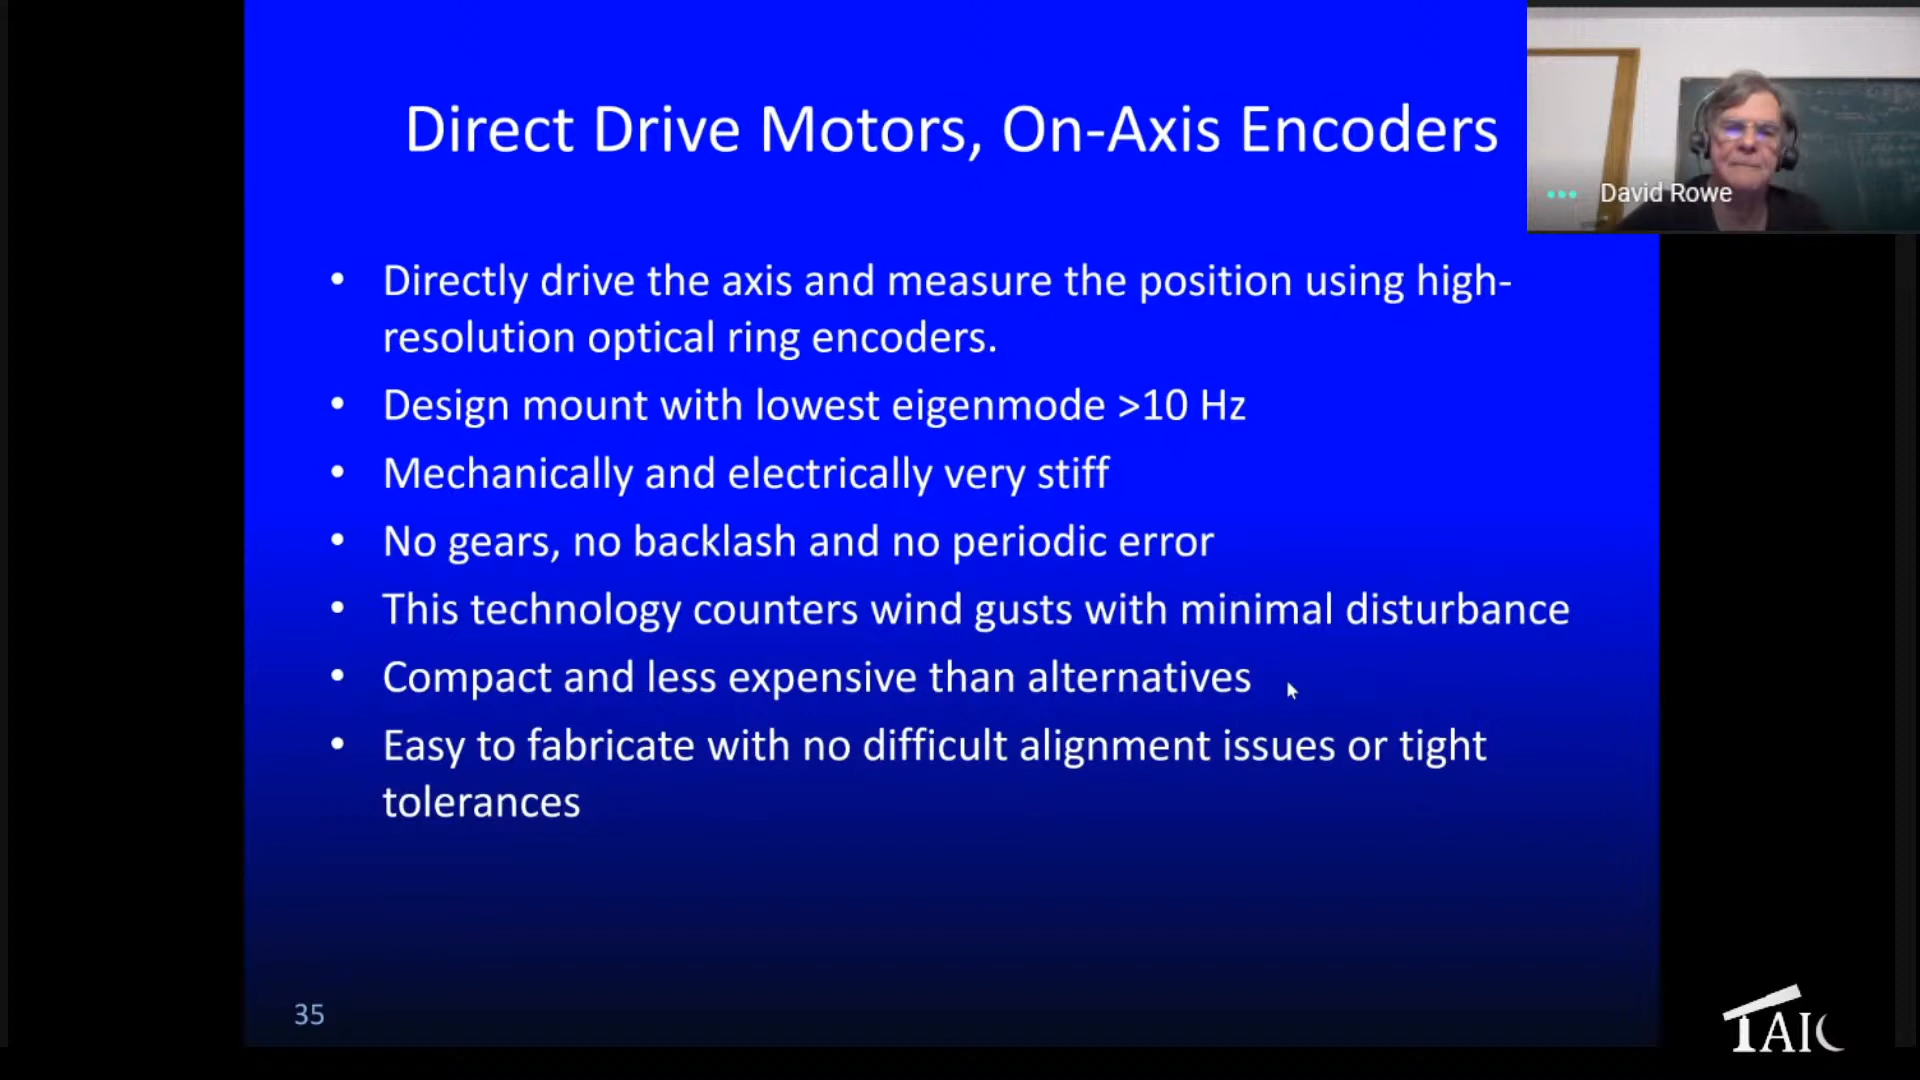 Direct Drive Motors, On-Axis Encoders
David Rowe
• Directly drive the axis and measure the position using high-
resolution optical ring encoders.
• Design mount with lowest eigenmode >10 Hz
• Mechanically and electrically very stiff
• No gears, no backlash and no periodic error
• This technology counters wind gusts with minimal disturbance
• Compact and less expensive than alternatives
• Easy to fabricate with no difficult alignment issues or tight
tolerances
35
TAIC